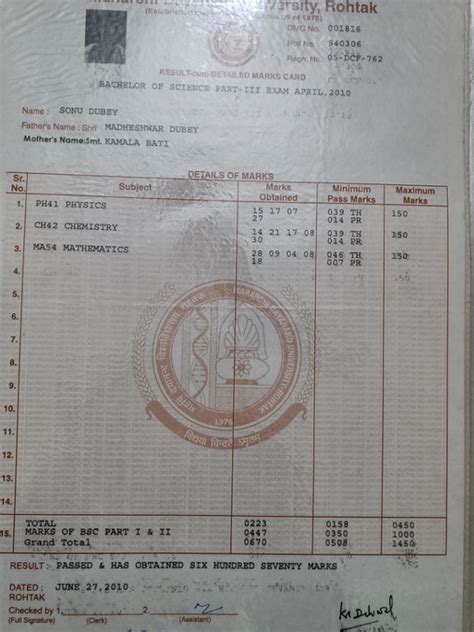 University, Rohtak
DMC No. 001816
Roll No. 940306
Regn. No. 05-DCF-762
RESULT-cum-DETAILED MARKS CARD
BACHELOR OF SCIENCE PART-III EXAM APRIL,2010
Name : SONU DUBEY
Father's Name : Shri MADHESHWAR DUBEY
Mother's Name:Smt. KAMALA BATI
DETAILS OF MARKS
Sr. No. Subject Marks Obtained Minimum Pass Marks Maximum Marks
1. PH41 PHYSICS 15 17 07 039 TH 150
27 014 PR
2. CH42 CHEMISTRY 14 21 17 08 039 TH 150
30 014 PR
3. MA54 MATHEMATICS 28 09 04 08 046 TH 150
18 007 PR
4.
5.
6.
7.
8.
9.
10.
11.
12.
13.
14.
MAHARSHI DAYANAND UNIVERSITY-ROHTAK
1976
TOTAL 0223 0158 0450
15. MARKS OF BSC PART I & II 0447 0350 1000
Grand Total 0670 0508 1450
RESULT : PASSED & HAS OBTAINED SIX HUNDRED SEVENTY MARKS
DATED : JUNE 27,2010
ROHTAK
Checked by 1. 2.
(Full Signature) (Clerk) (Assistant)